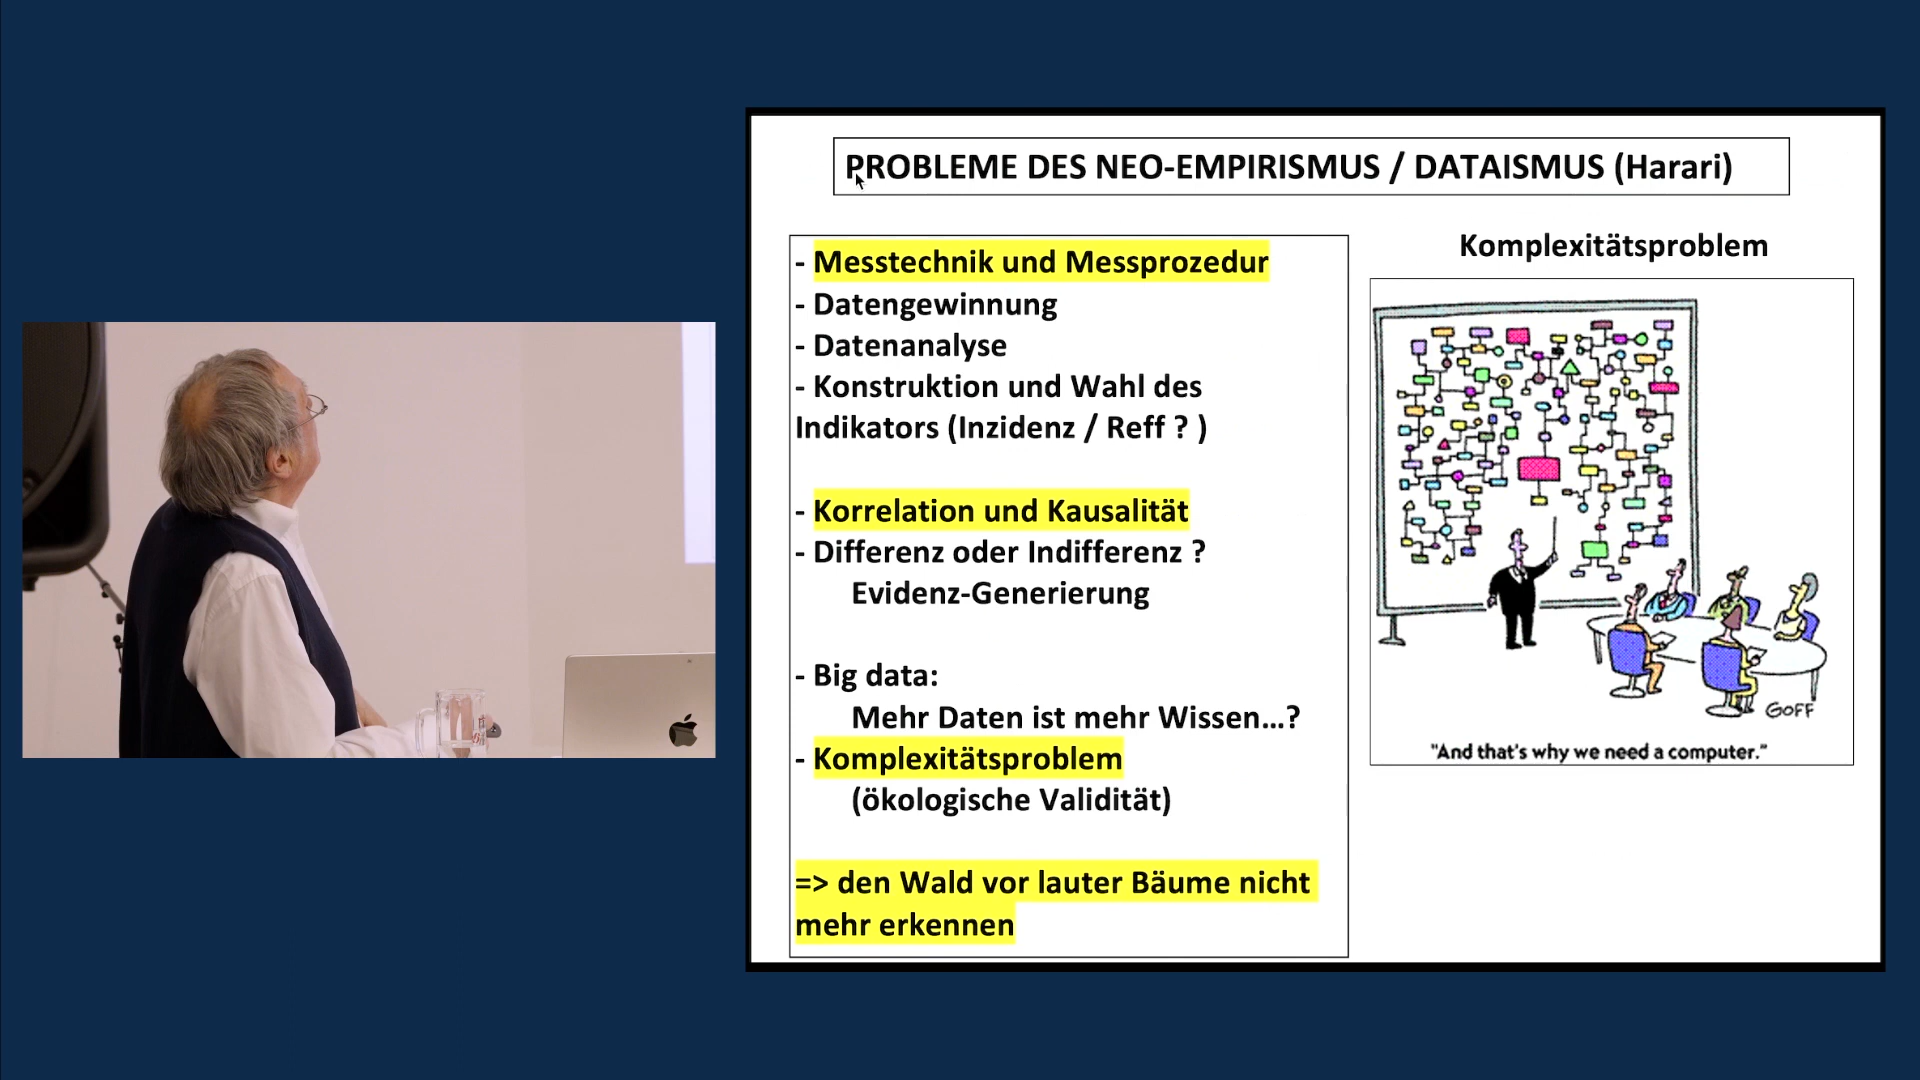 PROBLEME DES NEO-EMPIRISMUS / DATAISMUS (Harari)
- Messtechnik und Messprozedur
- Datengewinnung
- Datenanalyse
- Konstruktion und Wahl des
Indikators (Inzidenz / Reff ? )
- Korrelation und Kausalität
- Differenz oder Indifferenz ?
Evidenz-Generierung
- Big data:
Mehr Daten ist mehr Wissen...?
- Komplexitätsproblem
(ökologische Validität)
=> den Wald vor lauter Bäume nicht
mehr erkennen
Komplexitätsproblem
GOFF
"And that's why we need a computer."